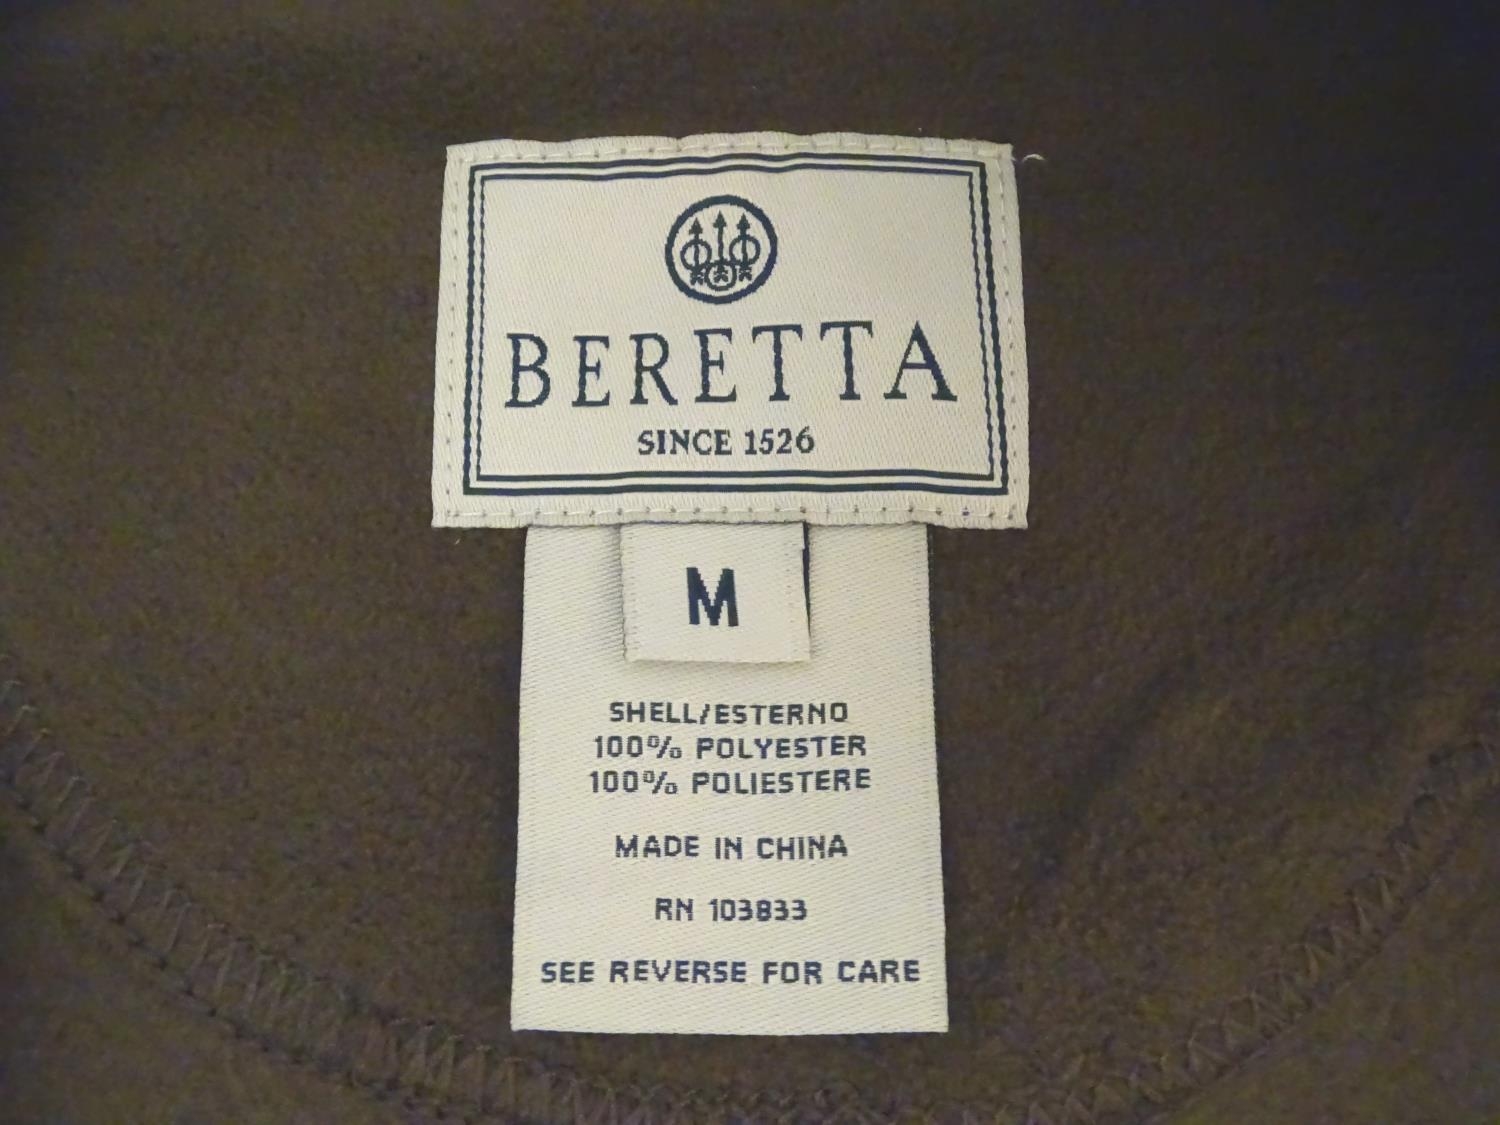 BERETTA
SINCE 1526
M
SHELL/ESTERNO
100% POLYESTER
100% POLIESTERE
MADE IN CHINA
RN 103833
SEE REVERSE FOR CARE